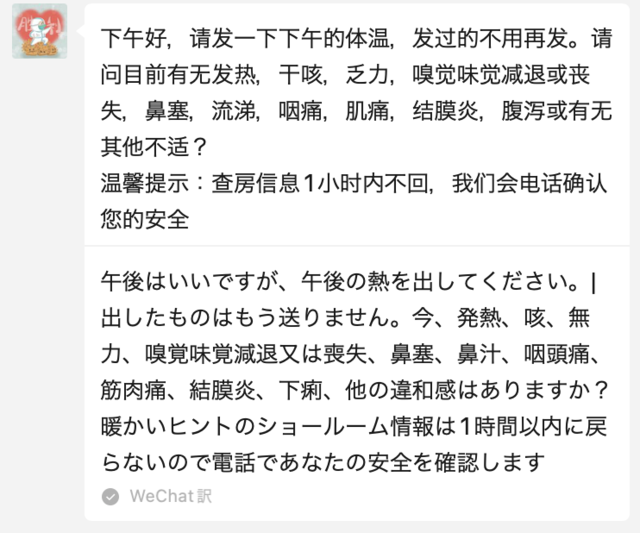 下午好，请发一下下午的体温，发过的不用再发。请
问目前有无发热，干咳，乏力，嗅觉味觉减退或丧
失，鼻塞，流涕，咽痛，肌痛，结膜炎，腹泻或有无
其他不适？
温馨提示：查房信息1小时内不回，我们会电话确认
您的安全
午後はいいですが、午後の熱を出してください。|
出したものはもう送りません。今、発熱、咳、無
力、嗅覚味覚減退又は喪失、鼻塞、鼻汁、咽頭痛、
筋肉痛、結膜炎、下痢、他の違和感はありますか？
暖かいヒントのショールーム情報は1時間以内に戻
らないので電話であなたの安全を確認します
WeChat訳